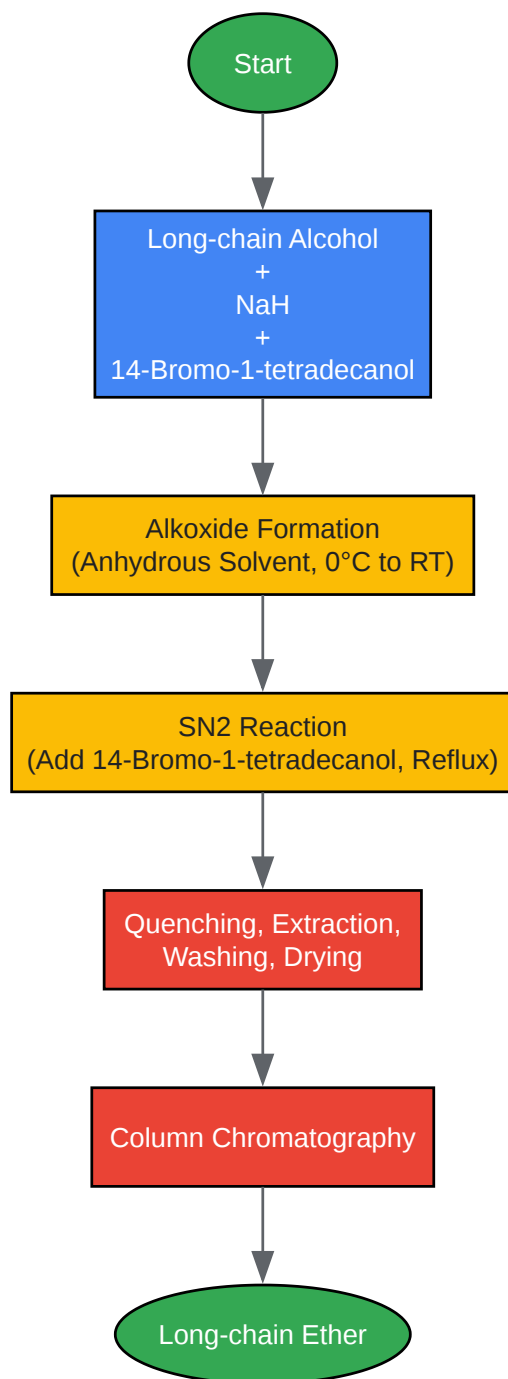 Start
Long-chain Alcohol
+
NaH
+
14-Bromo-1-tetradecanol
Alkoxide Formation
(Anhydrous Solvent, 0°C to RT)
SN2 Reaction
(Add 14-Bromo-1-tetradecanol, Reflux)
Quenching, Extraction,
Washing, Drying
Column Chromatography
Long-chain Ether